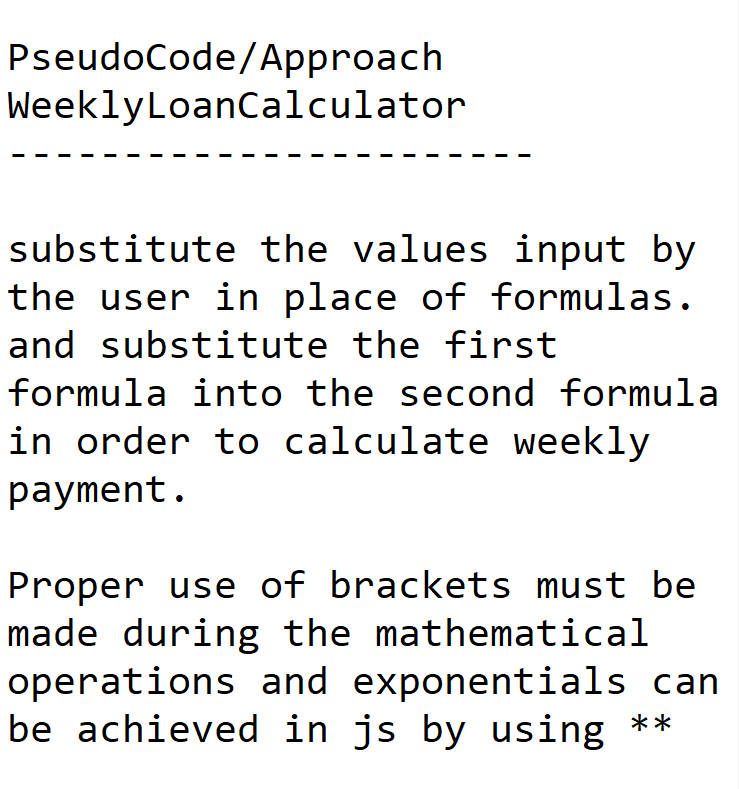 PseudoCode/Approach
WeeklyLoanCalculator
-----------------------
substitute the values input by
the user in place of formulas.
and substitute the first
formula into the second formula
in order to calculate weekly
payment.
Proper use of brackets must be
made during the mathematical
operations and exponentials can
be achieved in js by using **